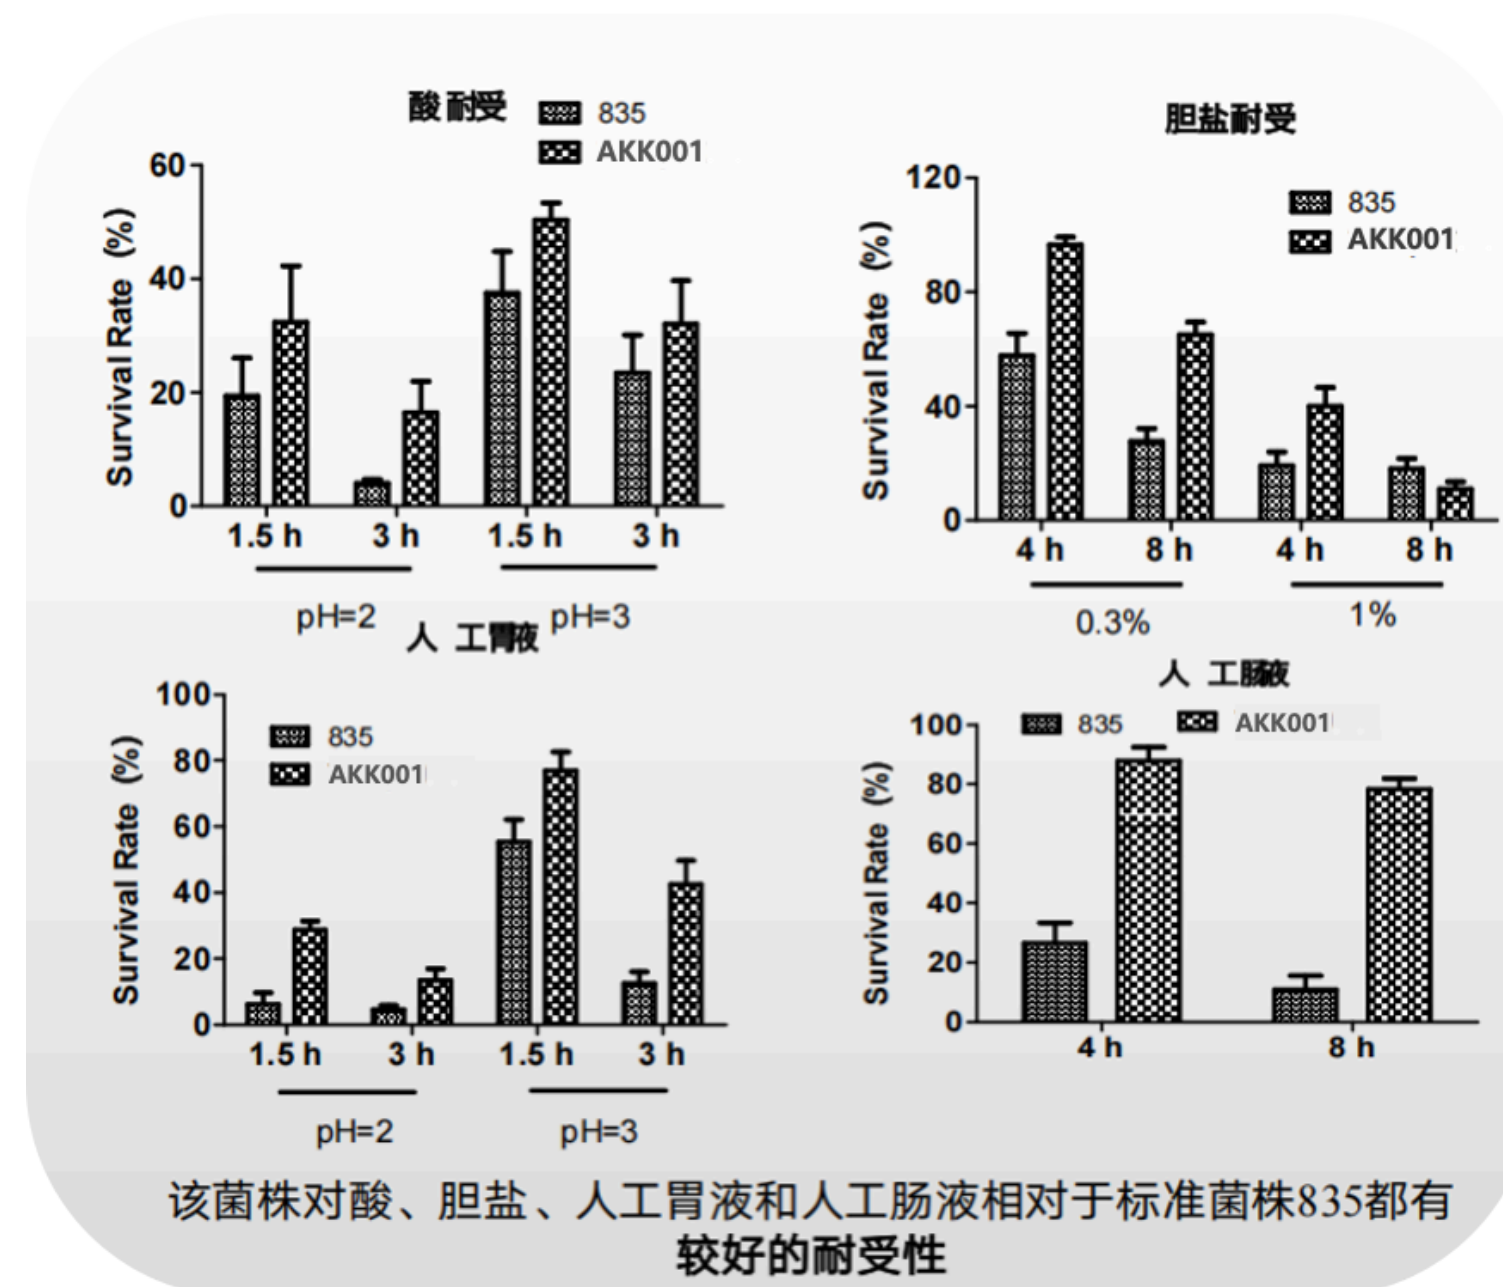 酸耐受
835
AKK001
Survival Rate (%)
60
40
20
0
1.5 h 3 h 1.5 h 3 h
pH=2 pH=3
胆盐耐受
835
AKK001
Survival Rate (%)
120
80
40
0
4 h 8 h 4 h 8 h
0.3% 1%
人 工胃液
835
AKK001
Survival Rate (%)
100
80
60
40
20
0
1.5 h 3 h 1.5 h 3 h
pH=2 pH=3
人 工肠液
835 AKK001
Survival Rate (%)
100
80
60
40
20
0
4 h 8 h
该菌株对酸、胆盐、人工胃液和人工肠液相对于标准菌株835都有
较好的耐受性